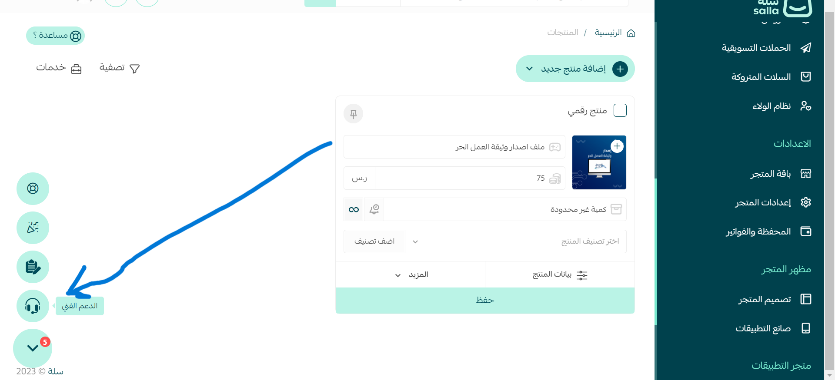 سلة
salla
الحملات التسويقية
السلات المتروكة
نظام الولاء
الاعدادات
باقة المتجر
إعدادات المتجر
المحفظة والفواتير
مظهر المتجر
تصميم المتجر
صانع التطبيقات
متجر التطبيقات
مساعدة ؟
الرئيسية / المنتجات
إضافة منتج جديد
تصفية
خدمات
منتج رقمي
ملف اصدار وثيقة العمل الحر
75
ر.س
كمية غير محدودة
اختر تصنيف المنتج
اضف تصنيف
بيانات المنتج
المزيد
حفظ
الدعم الفني
5
سلة © 2023